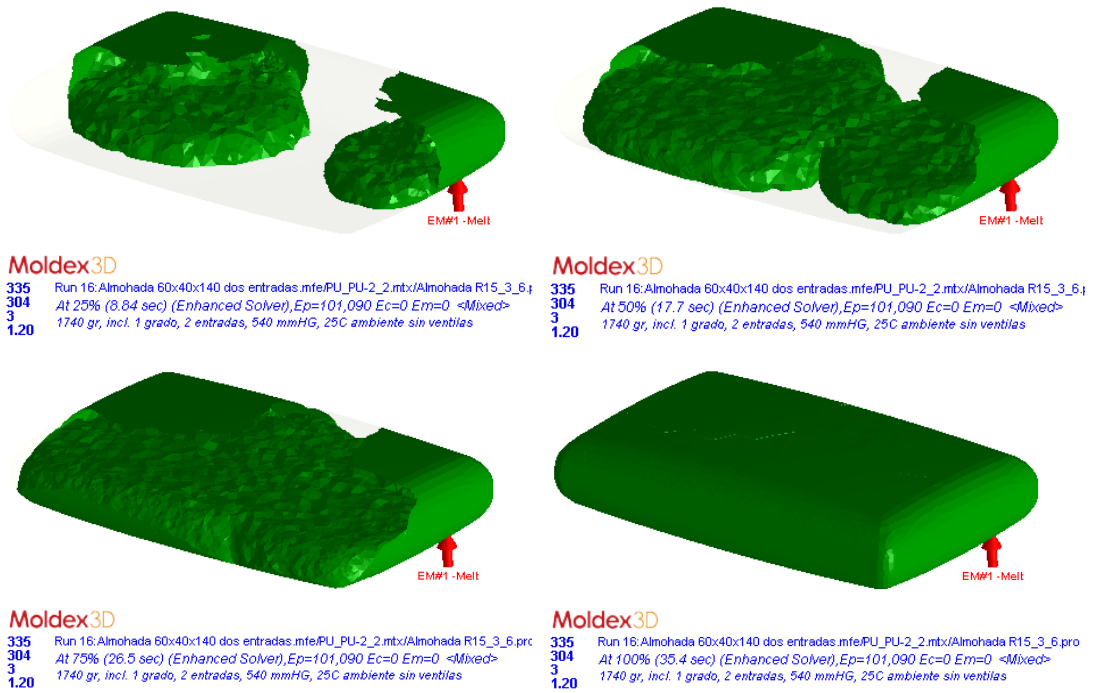 EM#1 -Melt
Moldex3D
335 Run 16:Almohada 60x40x140 dos entradas.mfe/PU_PU-2_2.mtx/Almohada R15_3_6.p
304 At 25% (8.84 sec) (Enhanced Solver),Ep=101,090 Ec=0 Em=0 <Mixed>
3 1740 gr, incl. 1 grado, 2 entradas, 540 mmHG, 25C ambiente sin ventilas
1.20
EM#1 -Melt
Moldex3D
335 Run 16:Almohada 60x40x140 dos entradas.mfe/PU_PU-2_2.mtx/Almohada R15_3_6.p
304 At 50% (17.7 sec) (Enhanced Solver),Ep=101,090 Ec=0 Em=0 <Mixed>
3 1740 gr, incl. 1 grado, 2 entradas, 540 mmHG, 25C ambiente sin ventilas
1.20
EM#1 -Melt
Moldex3D
335 Run 16:Almohada 60x40x140 dos entradas.mfe/PU_PU-2_2.mtx/Almohada R15_3_6.prc
304 At 75% (26.5 sec) (Enhanced Solver),Ep=101,090 Ec=0 Em=0 <Mixed>
3 1740 gr, incl. 1 grado, 2 entradas, 540 mmHG, 25C ambiente sin ventilas
1.20
EM#1 -Melt
Moldex3D
335 Run 16:Almohada 60x40x140 dos entradas.mfe/PU_PU-2_2.mtx/Almohada R15_3_6.pro
304 At 100% (35.4 sec) (Enhanced Solver),Ep=101,090 Ec=0 Em=0 <Mixed>
3 1740 gr, incl. 1 grado, 2 entradas, 540 mmHG, 25C ambiente sin ventilas
1.20